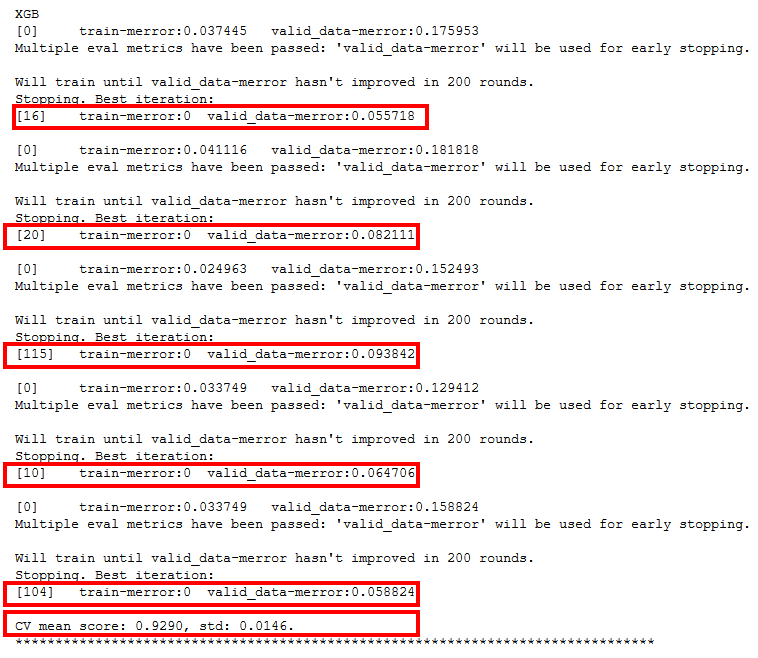 XGB
[0] train-merror:0.037445 valid_data-merror:0.175953
Multiple eval metrics have been passed: 'valid_data-merror' will be used for early stopping.
Will train until valid_data-merror hasn't improved in 200 rounds.
Stopping. Best iteration:
[16] train-merror:0 valid_data-merror:0.055718
[0] train-merror:0.041116 valid_data-merror:0.181818
Multiple eval metrics have been passed: 'valid_data-merror' will be used for early stopping.
Will train until valid_data-merror hasn't improved in 200 rounds.
Stopping. Best iteration:
[20] train-merror:0 valid_data-merror:0.082111
[0] train-merror:0.024963 valid_data-merror:0.152493
Multiple eval metrics have been passed: 'valid_data-merror' will be used for early stopping.
Will train until valid_data-merror hasn't improved in 200 rounds.
Stopping. Best iteration:
[115] train-merror:0 valid_data-merror:0.093842
[0] train-merror:0.033749 valid_data-merror:0.129412
Multiple eval metrics have been passed: 'valid_data-merror' will be used for early stopping.
Will train until valid_data-merror hasn't improved in 200 rounds.
Stopping. Best iteration:
[10] train-merror:0 valid_data-merror:0.064706
[0] train-merror:0.033749 valid_data-merror:0.158824
Multiple eval metrics have been passed: 'valid_data-merror' will be used for early stopping.
Will train until valid_data-merror hasn't improved in 200 rounds.
Stopping. Best iteration:
[104] train-merror:0 valid_data-merror:0.058824
CV mean score: 0.9290, std: 0.0146.
********************************************************************************